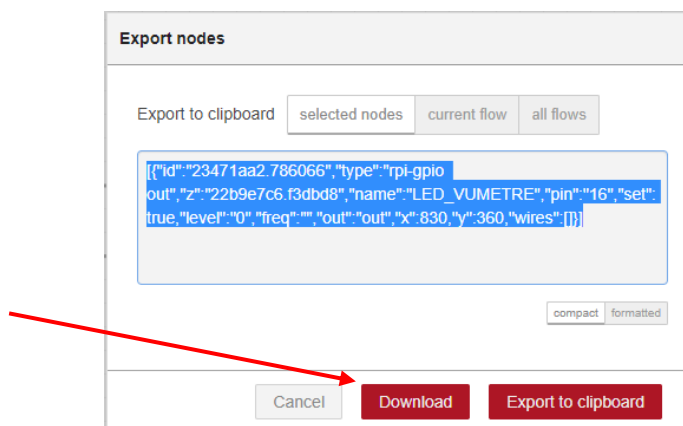 Export nodes
Export to clipboard selected nodes current flow all flows
[{"id":"23471aa2.786066","type":"rpi-gpio
out","z":"22b9e7c6.f3dbd8","name":"LED_VUMETRE","pin":"16","set":
true,"level":"0","freq":"","out":"out","x":830,"y":360,"wires":[]}]
compact formatted
Cancel Download Export to clipboard